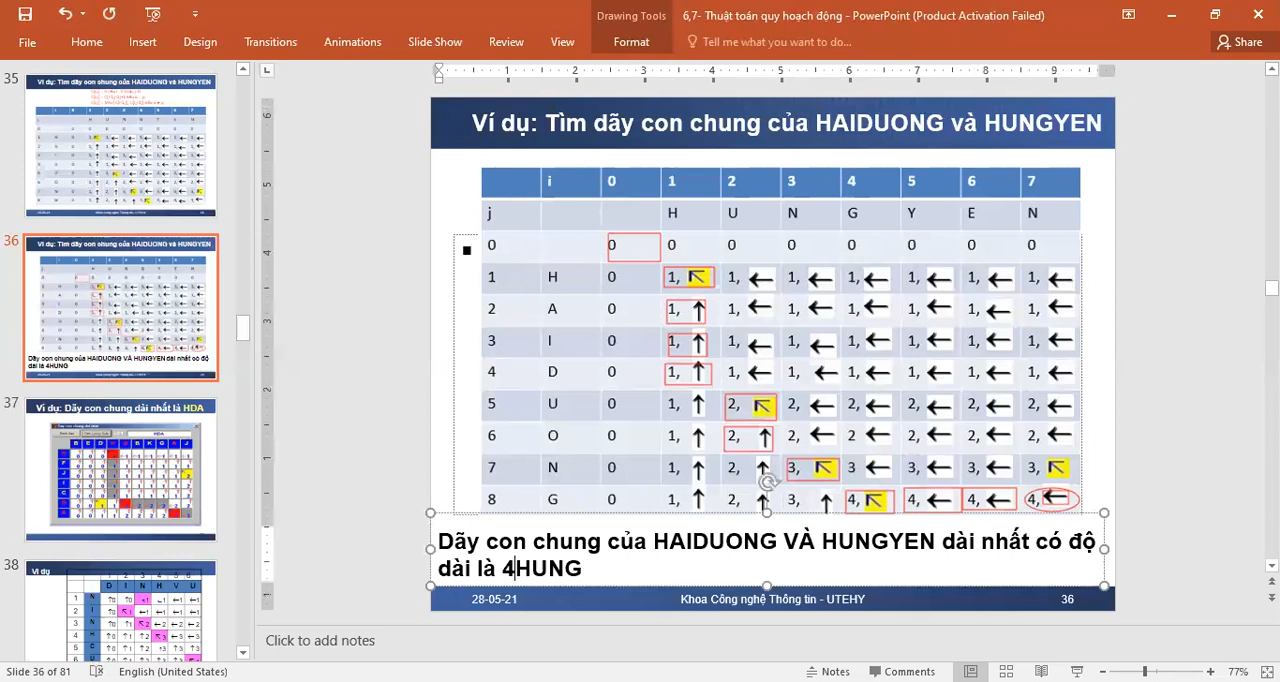 Drawing Tools
6,7- Thuật toán quy hoạch động - PowerPoint (Product Activation Failed)
File Home Insert Design Transitions Animations Slide Show Review View Format Tell me what you want to do... Share
35
Ví dụ: Tìm dãy con chung của HAIDUONG và HUNGYEN
36
Ví dụ: Tìm dãy con chung của HAIDUONG và HUNGYEN
Dãy con chung của HAIDUONG VÀ HUNGYEN dài nhất có độ
dài là 4HUNG
37
Ví dụ: Dãy con chung dài nhất là HDA
38
Ví dụ
D I N H V U
Ví dụ: Tìm dãy con chung của HAIDUONG và HUNGYEN
i 0 1 2 3 4 5 6 7
j H U N G Y E N
0 0 0 0 0 0 0 0 0
1 H 0 1, ↖ 1, ← 1, ← 1, ← 1, ← 1, ← 1, ←
2 A 0 1, ↑ 1, ← 1, ← 1, ← 1, ← 1, ← 1, ←
3 I 0 1, ↑ 1, ← 1, ← 1, ← 1, ← 1, ← 1, ←
4 D 0 1, ↑ 1, ← 1, ← 1, ← 1, ← 1, ← 1, ←
5 U 0 1, ↑ 2, ↖ 2, ← 2, ← 2, ← 2, ← 2, ←
6 O 0 1, ↑ 2, ↑ 2, ← 2 ← 2, ← 2, ← 2, ←
7 N 0 1, ↑ 2, ↑ 3, ↖ 3 ← 3, ← 3, ← 3, ↖
8 G 0 1, ↑ 2, ↑ 3, ↑ 4, ↖ 4, ← 4, ← 4, ←
Dãy con chung của HAIDUONG VÀ HUNGYEN dài nhất có độ
dài là 4HUNG
28-05-21 Khoa Công nghệ Thông tin - UTEHY 36
Click to add notes
Slide 36 of 81 English (United States) Notes Comments 77%